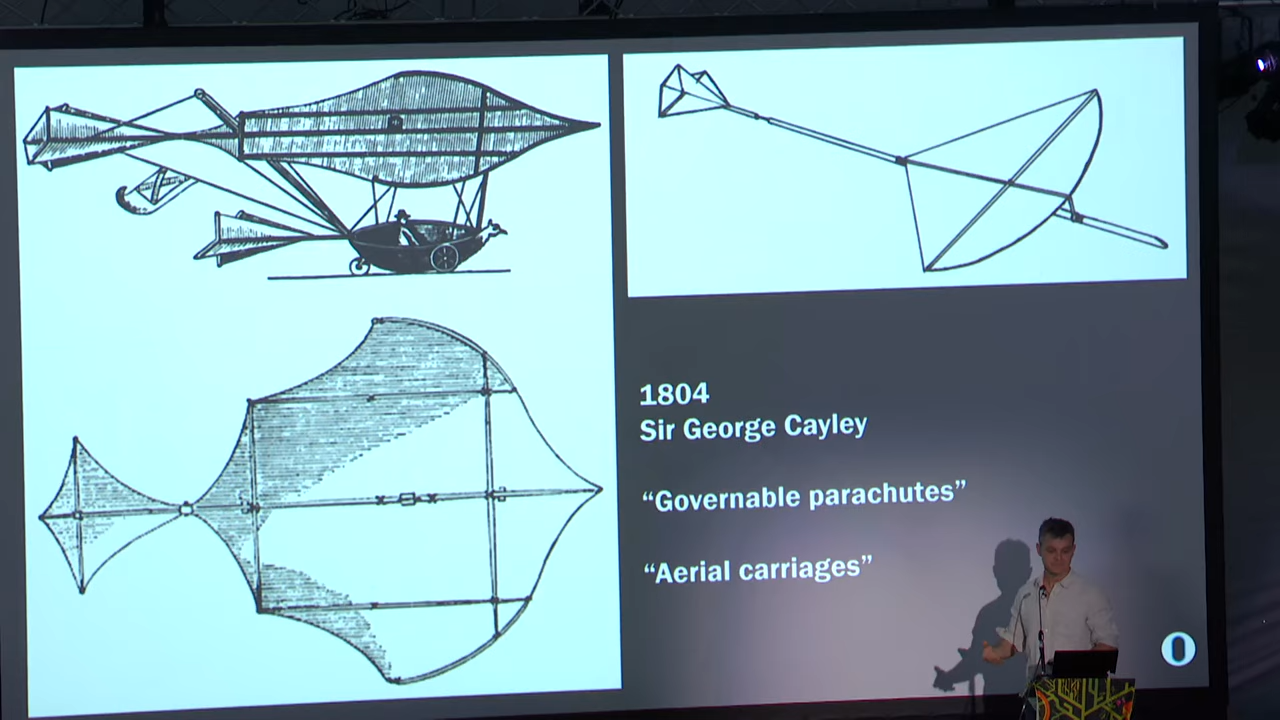 1804
Sir George Cayley
“Governable parachutes”
“Aerial carriages”
O